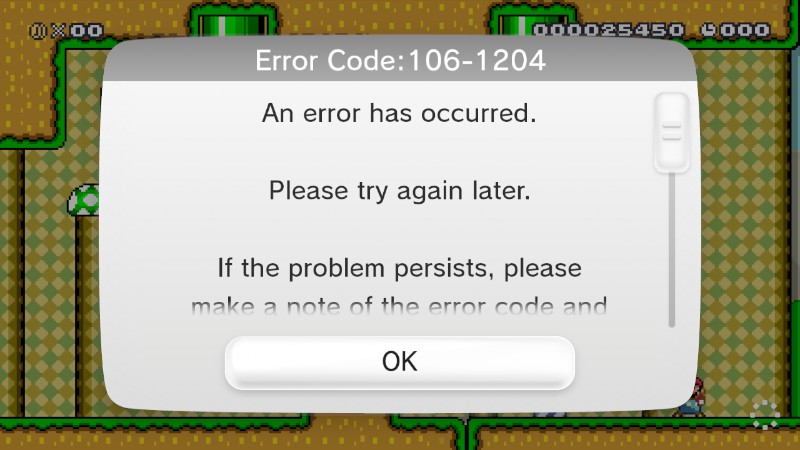 ×00
000025450 000
Error Code:106-1204
An error has occurred.
Please try again later.
If the problem persists, please
make a note of the error code and
OK